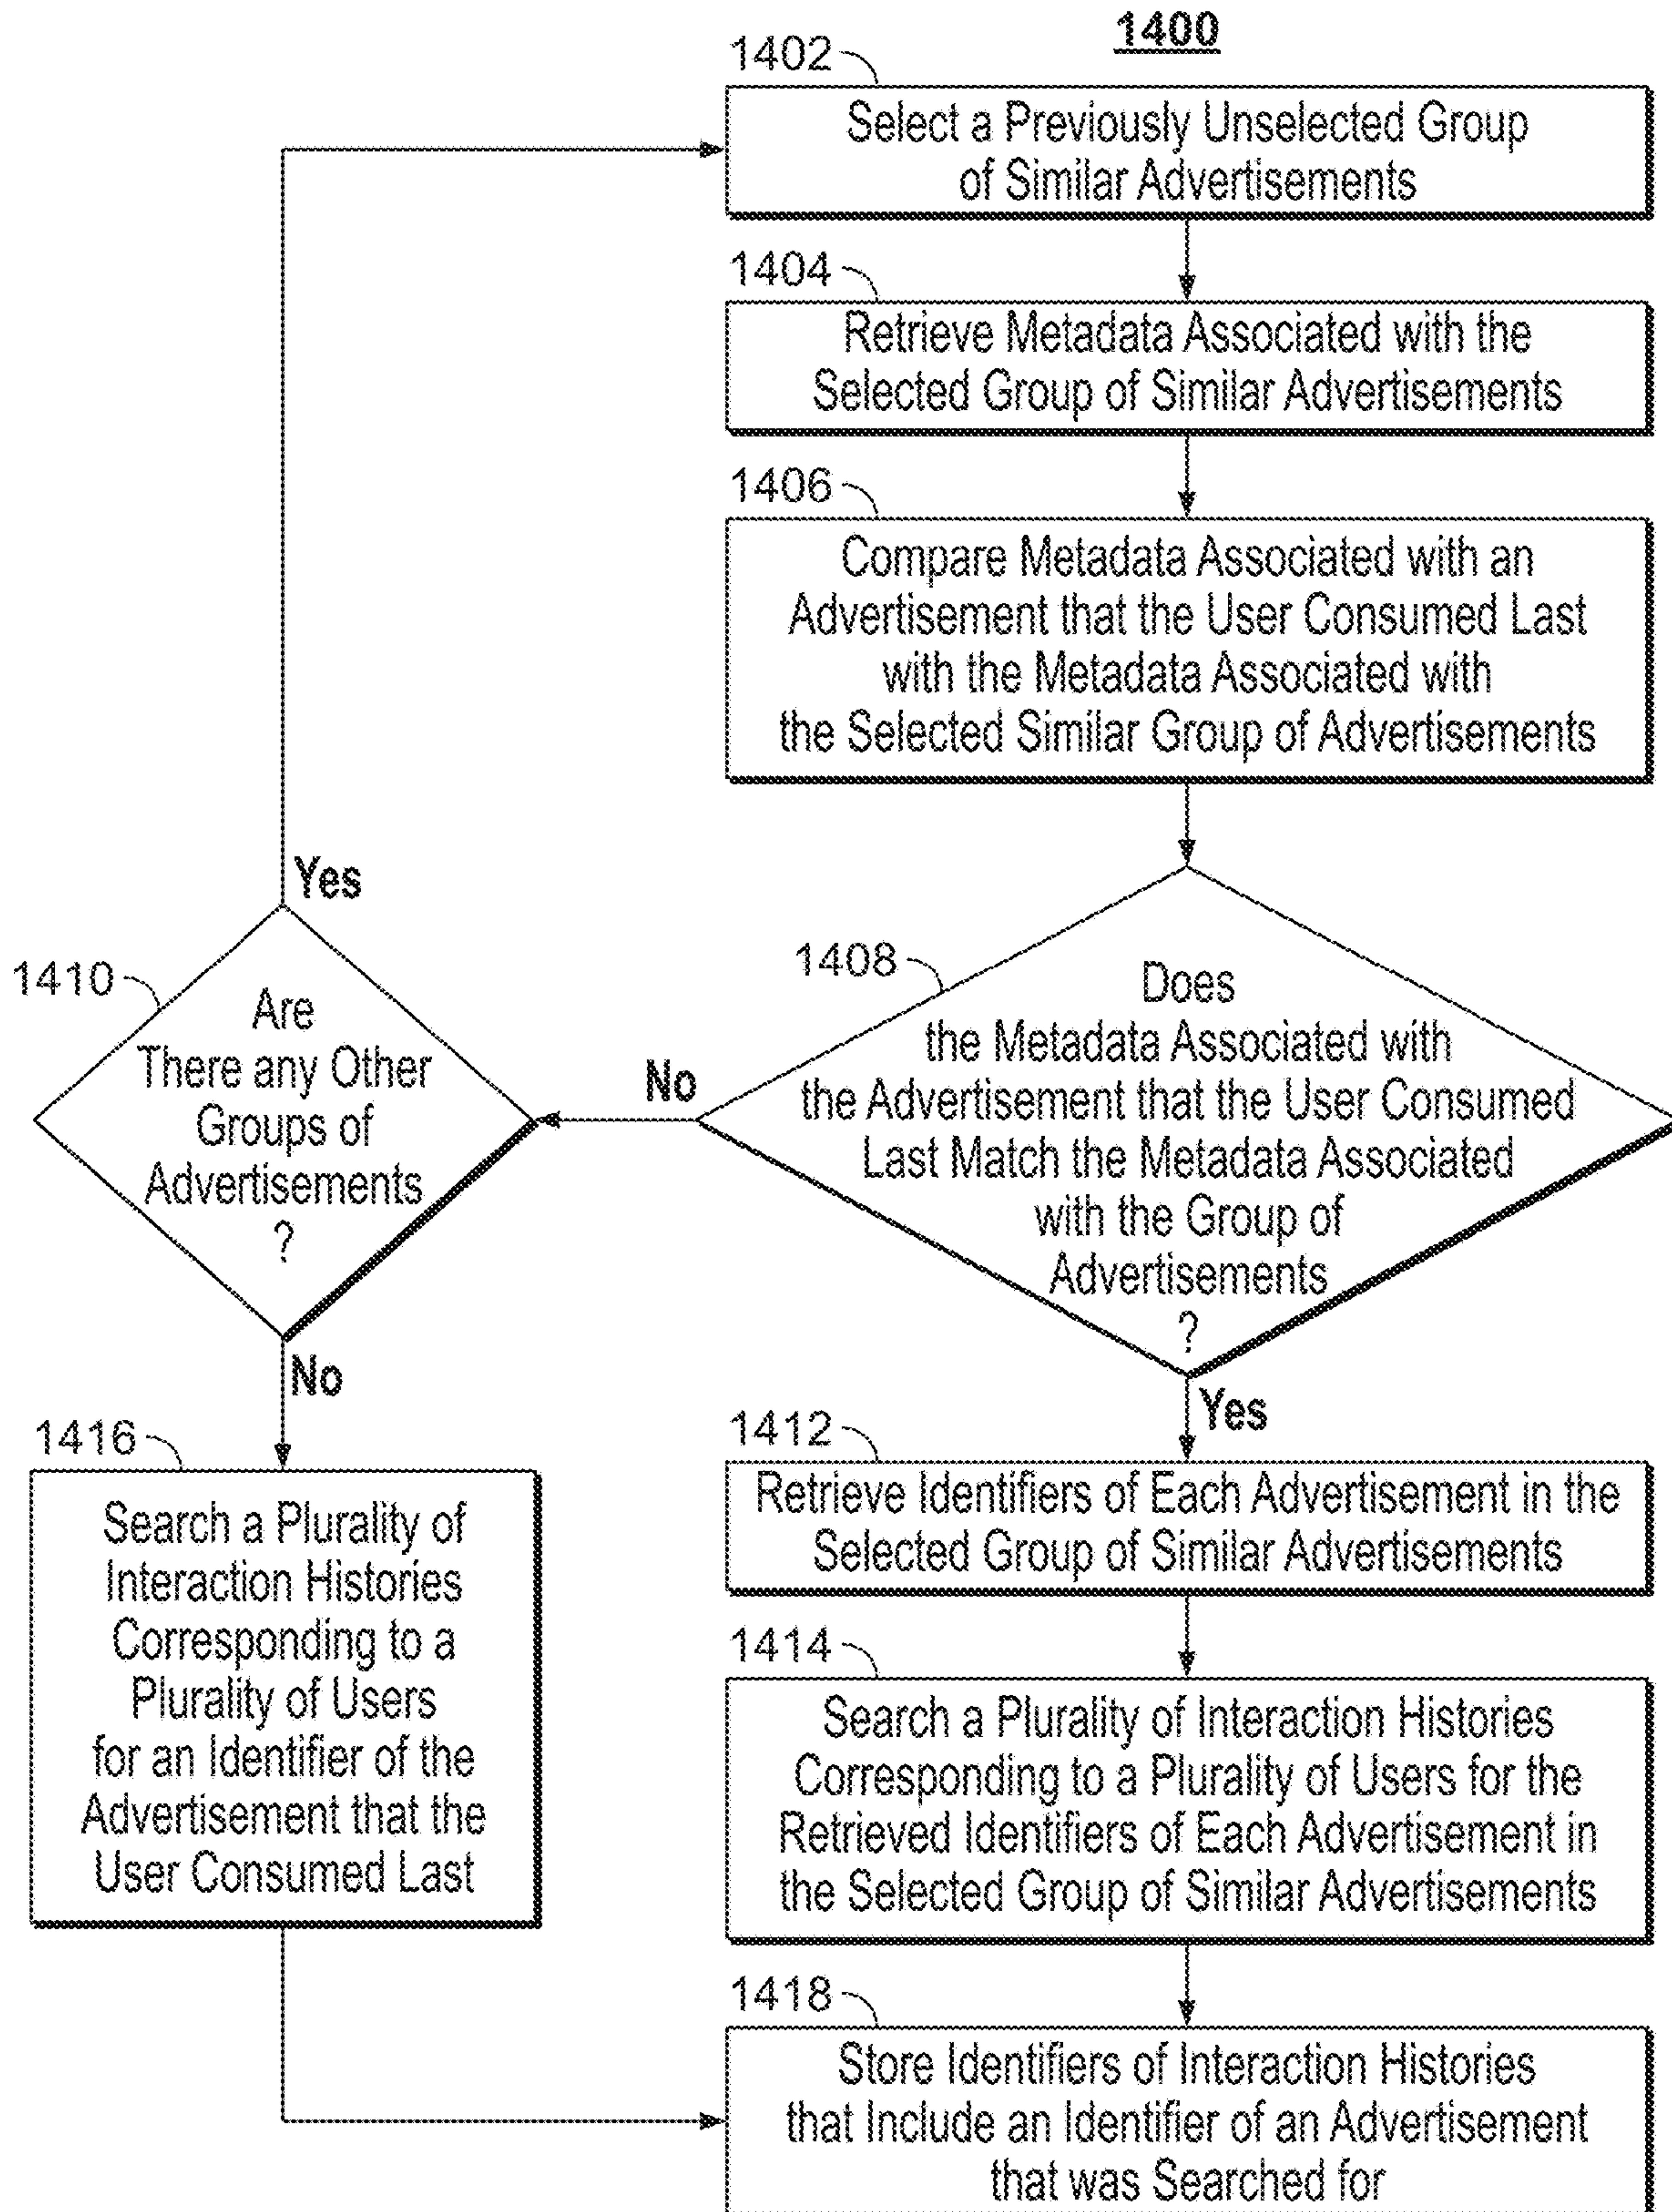 1400
1402
Select a Previously Unselected Group
of Similar Advertisements
1404
Retrieve Metadata Associated with the
Selected Group of Similar Advertisements
1406
Compare Metadata Associated with an
Advertisement that the User Consumed Last
with the Metadata Associated with
the Selected Similar Group of Advertisements
1408
Does
the Metadata Associated with
the Advertisement that the User Consumed
Last Match the Metadata Associated
with the Group of
Advertisements
?
No
Yes
1410
Are
There any Other
Groups of
Advertisements
?
Yes
No
1412
Retrieve Identifiers of Each Advertisement in the
Selected Group of Similar Advertisements
1414
Search a Plurality of Interaction Histories
Corresponding to a Plurality of Users for the
Retrieved Identifiers of Each Advertisement in
the Selected Group of Similar Advertisements
1416
Search a Plurality of
Interaction Histories
Corresponding to a
Plurality of Users
for an Identifier of the
Advertisement that the
User Consumed Last
1418
Store Identifiers of Interaction Histories
that Include an Identifier of an Advertisement
that was Searched for